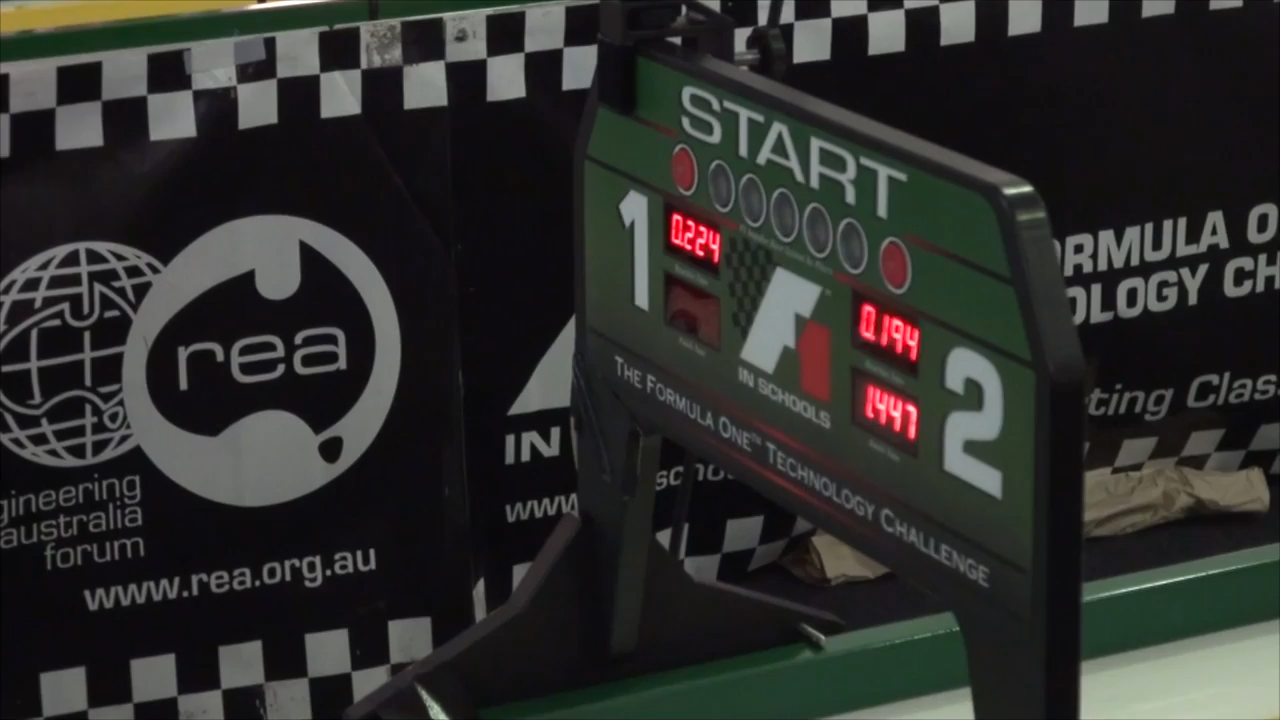 START
1
0.224
0.194
1.447
2
IN SCHOOLS
THE FORMULA ONE™ TECHNOLOGY CHALLENGE
rea
gineering
australia
forum
www.rea.org.au
IN
www
scho
ORMULA O
OLOGY CH
ting Clas